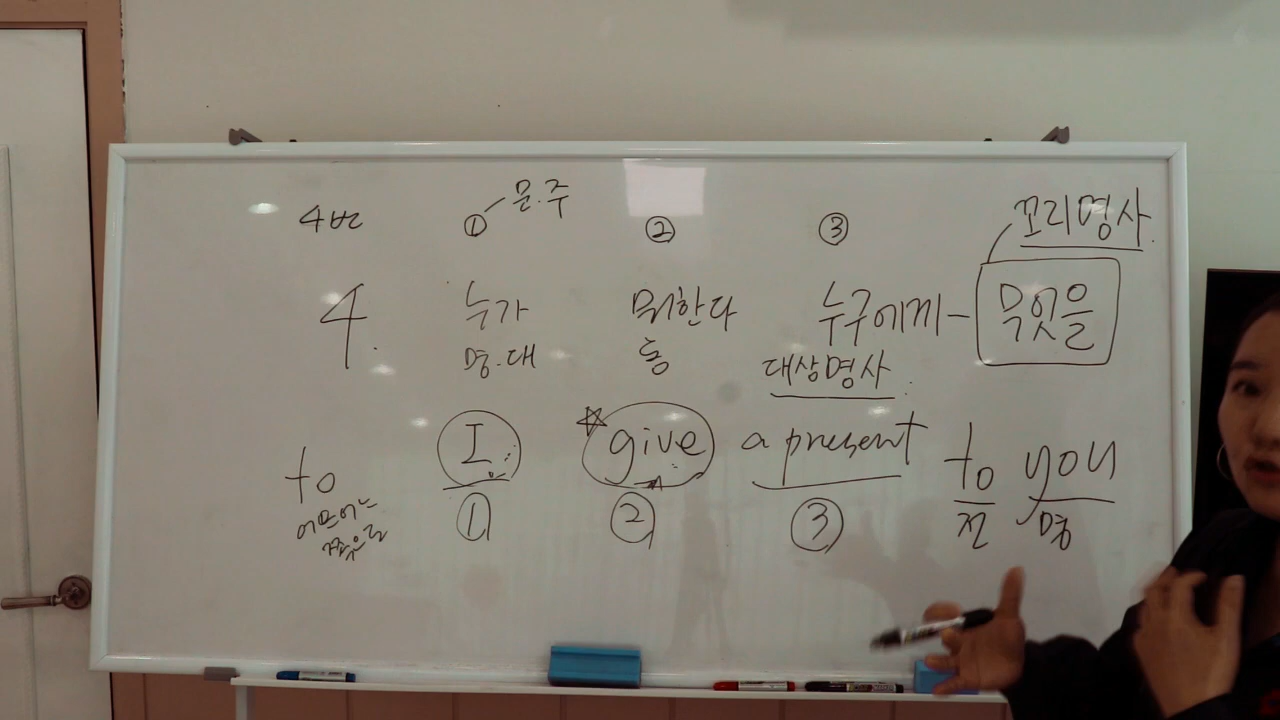 4번 ① 문.주 ② ③ 꼬리명사.
4. 누가 뭐한다 누구에게 - 무엇을
명.대 동 대상명사.
to I give a present to you
① ② ③ 전 명